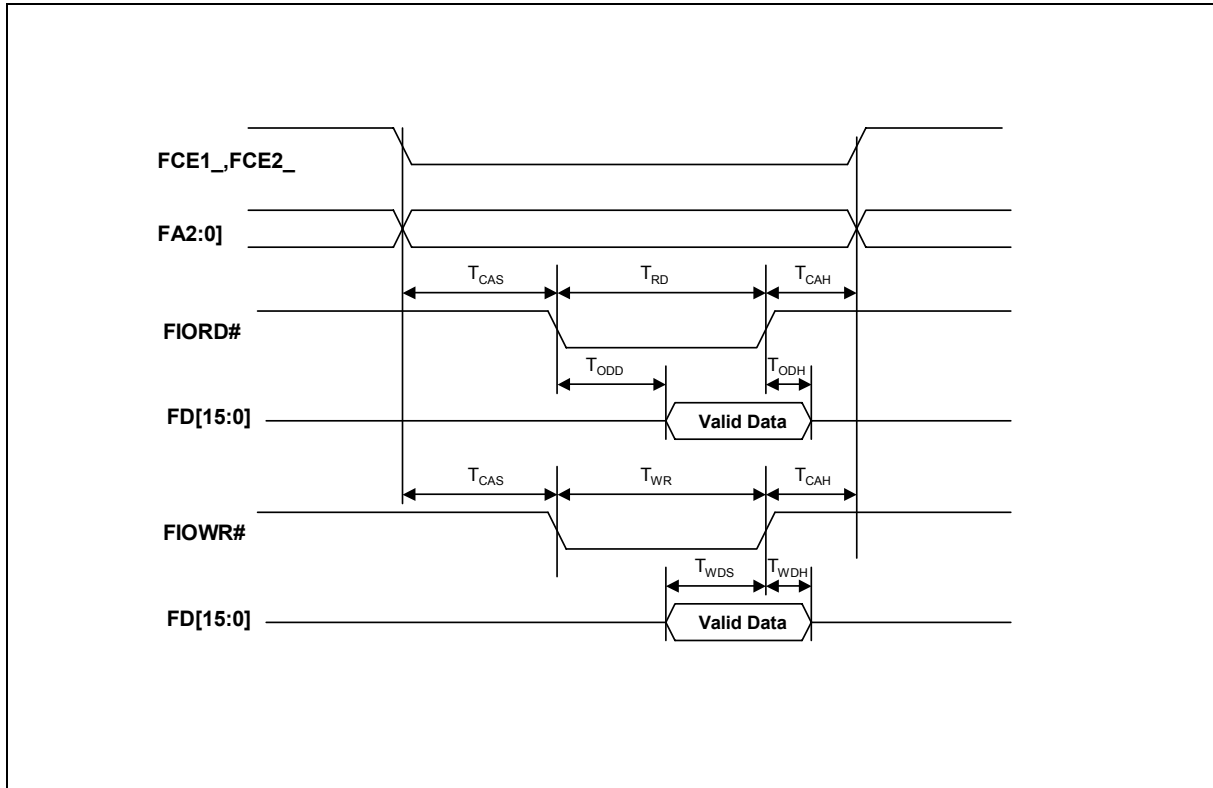 FCE1_,FCE2_
FA2:0]
TCAS TRD TCAH
FIORD#
TODD TODH
FD[15:0] Valid Data
TCAS TWR TCAH
FIOWR#
TWDS TWDH
FD[15:0] Valid Data